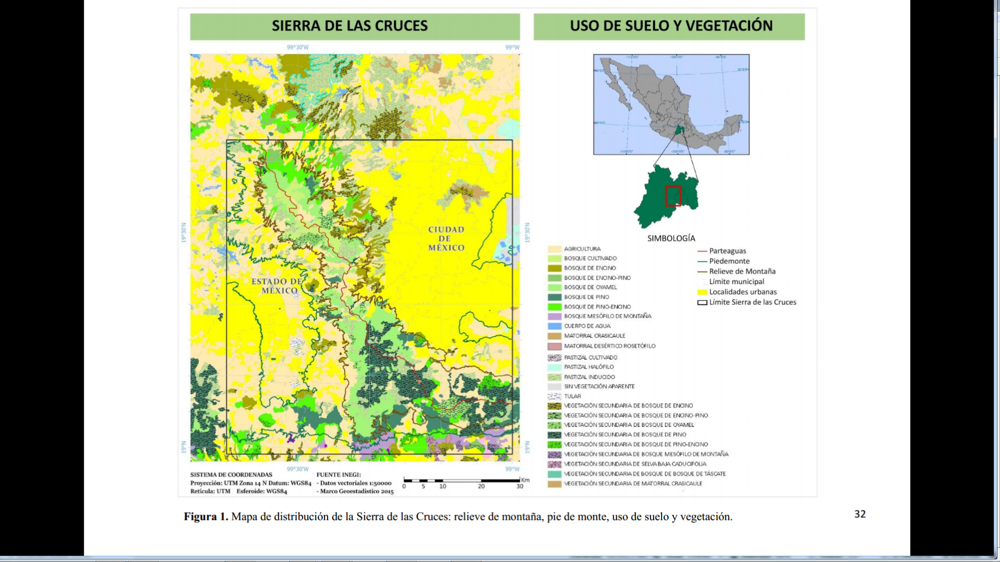 SIERRA DE LAS CRUCES
USO DE SUELO Y VEGETACIÓN
99°30'W
99°W
19°30'N
19°30'N
CIUDAD
DE
MÉXICO
ESTADO DE
MÉXICO
19°N
19°N
99°30'W
99°W
SISTEMA DE COORDENADAS
Proyección: UTM Zona 14 N Datum: WGS84
Retícula: UTM Esferoide: WGS84
FUENTE INEGI:
- Datos vectoriales 1:50000
- Marco Geoestadístico 2015
Km
0 5 10 20 30
SIMBOLOGÍA
AGRICULTURA
BOSQUE CULTIVADO
BOSQUE DE ENCINO
BOSQUE DE ENCINO-PINO
BOSQUE DE OYAMEL
BOSQUE DE PINO
BOSQUE DE PINO-ENCINO
BOSQUE MESÓFILO DE MONTAÑA
CUERPO DE AGUA
MATORRAL CRASICAULE
MATORRAL DESÉRTICO ROSETÓFILO
PASTIZAL CULTIVADO
PASTIZAL HALÓFILO
PASTIZAL INDUCIDO
SIN VEGETACIÓN APARENTE
TULAR
VEGETACIÓN SECUNDARIA DE BOSQUE DE ENCINO
VEGETACIÓN SECUNDARIA DE BOSQUE DE ENCINO-PINO
VEGETACIÓN SECUNDARIA DE BOSQUE DE OYAMEL
VEGETACIÓN SECUNDARIA DE BOSQUE DE PINO
VEGETACIÓN SECUNDARIA DE BOSQUE DE PINO-ENCINO
VEGETACIÓN SECUNDARIA DE BOSQUE MESÓFILO DE MONTAÑA
VEGETACIÓN SECUNDARIA DE SELVA BAJA CADUCIFOLIA
VEGETACIÓN SECUNDARIA DE BOSQUE DE BOSQUE DE TÁSCATE
VEGETACIÓN SECUNDARIA DE MATORRAL CRASICAULE
Parteaguas
Piedemonte
Relieve de Montaña
Límite municipal
Localidades urbanas
Límite Sierra de las Cruces
Figura 1. Mapa de distribución de la Sierra de las Cruces: relieve de montaña, pie de monte, uso de suelo y vegetación.
32